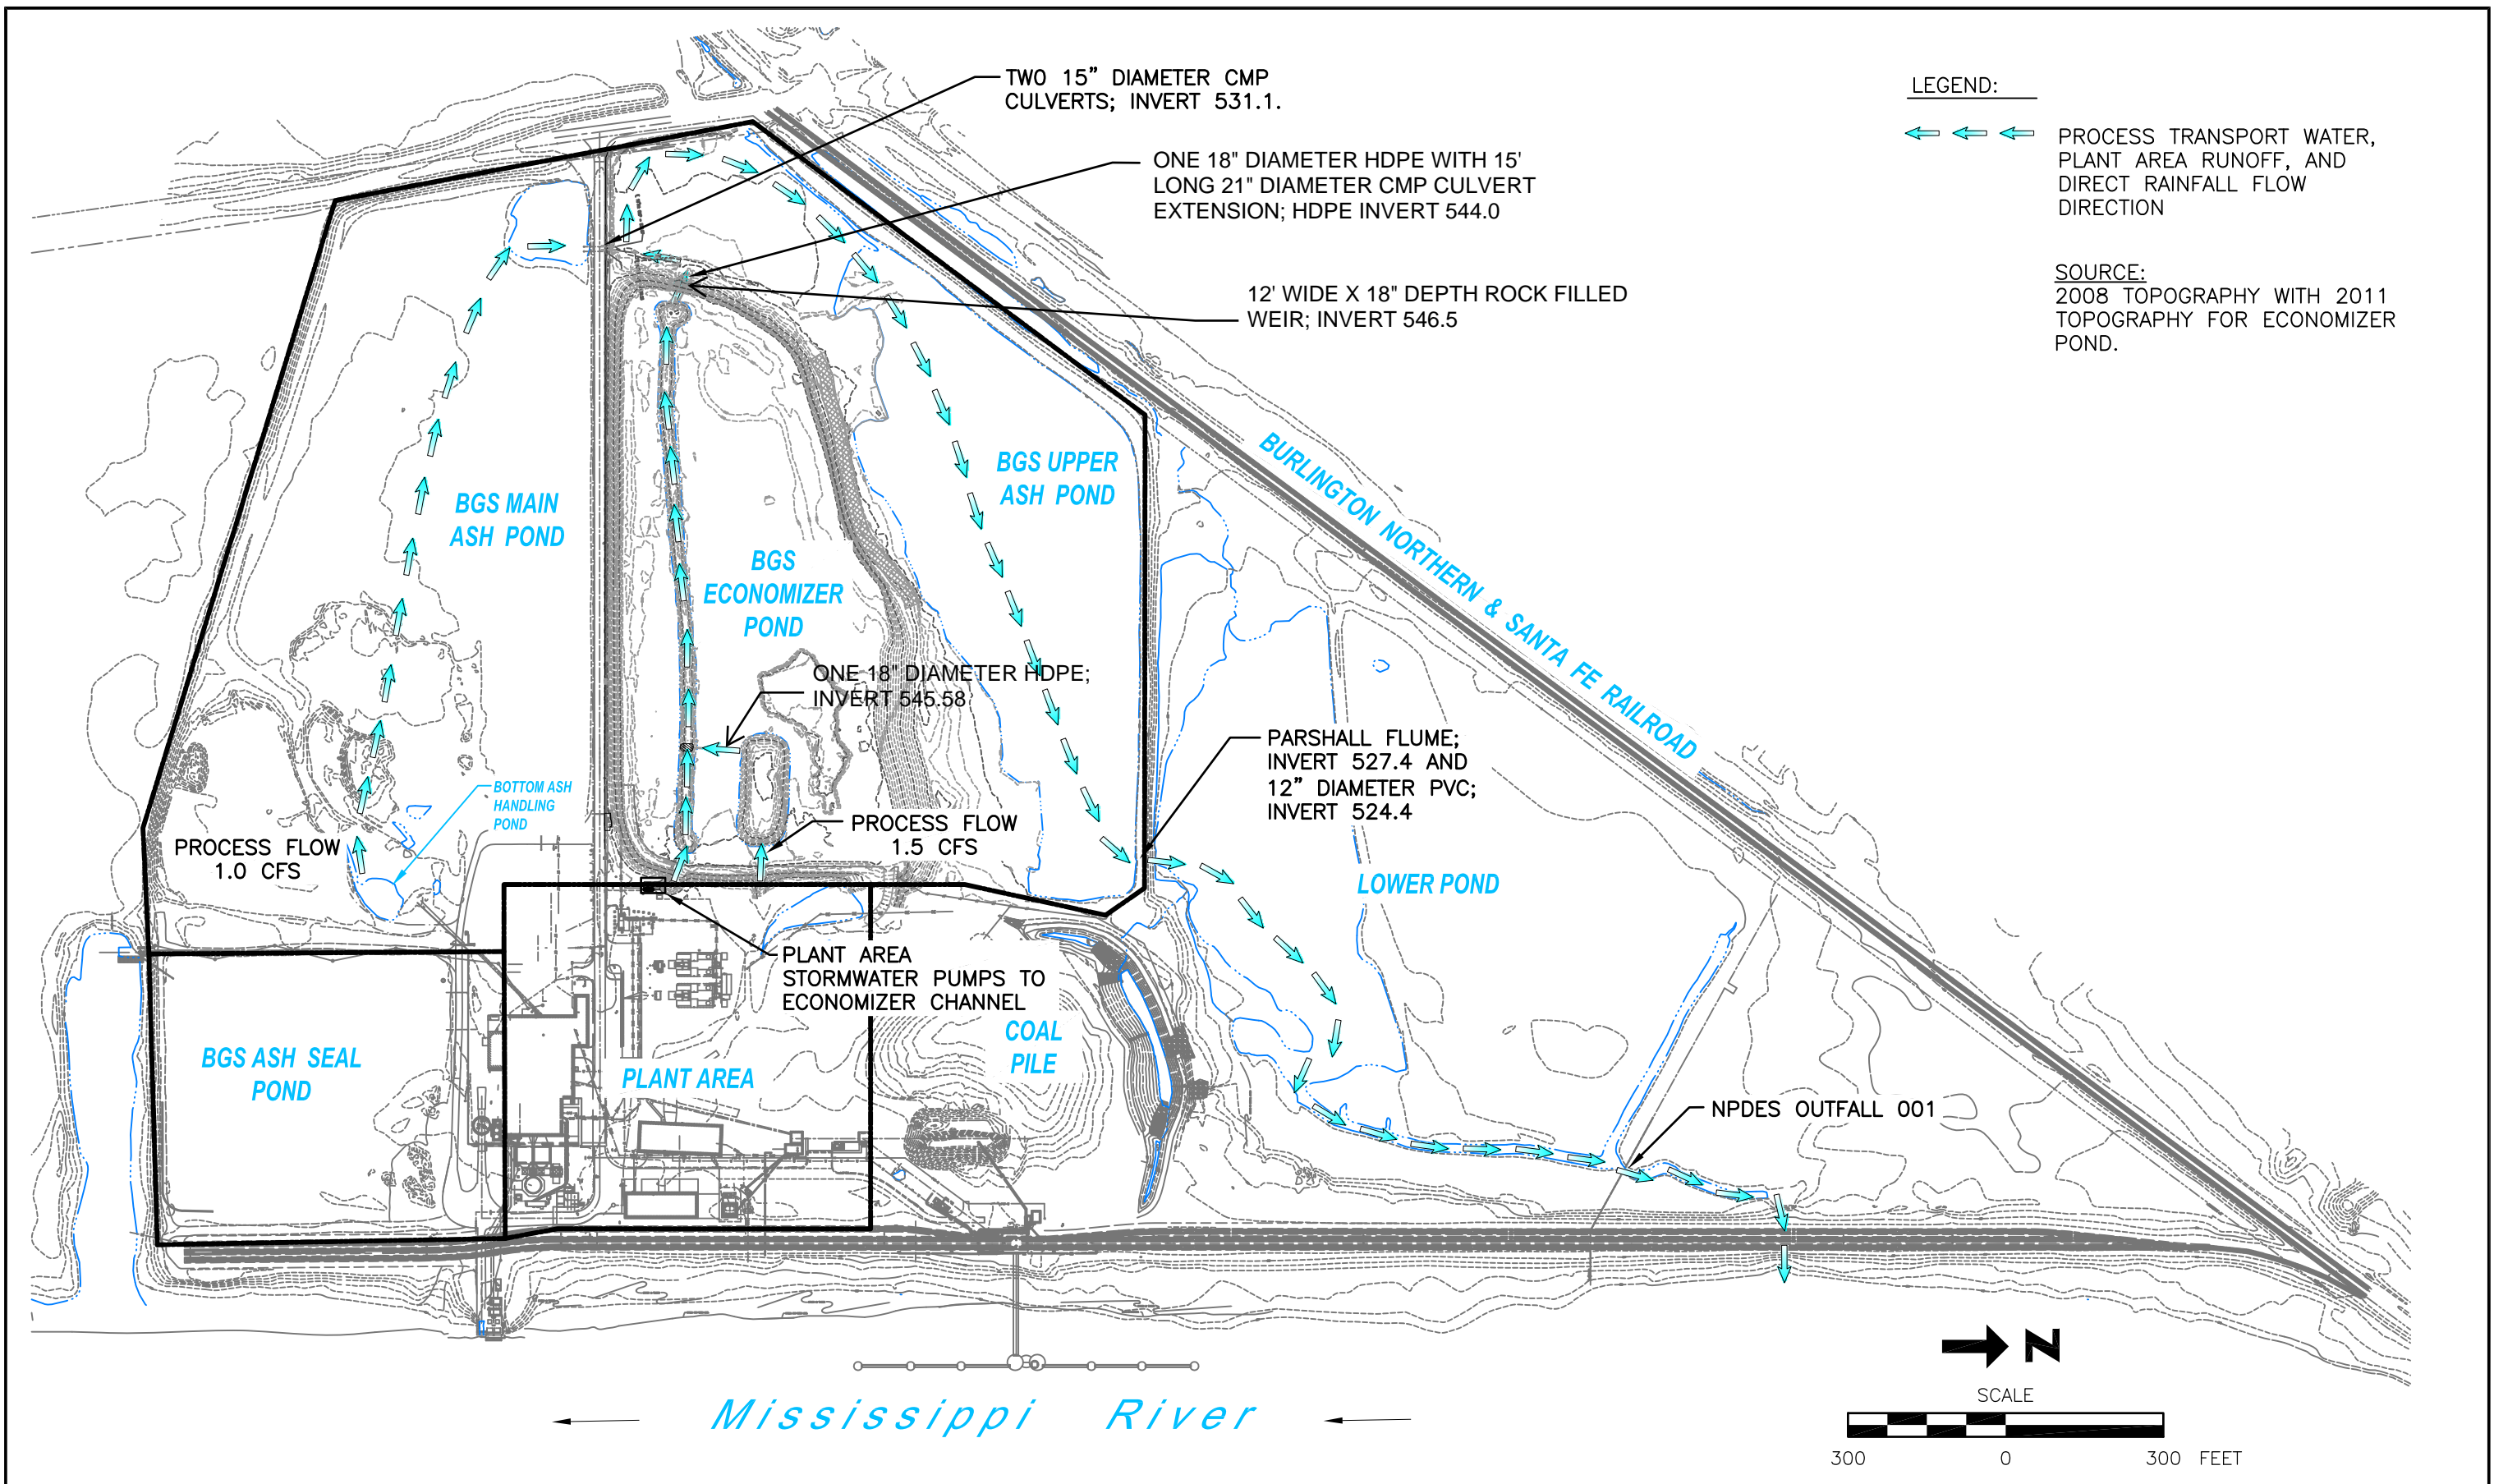 TWO 15” DIAMETER CMP
CULVERTS; INVERT 531.1.
ONE 18" DIAMETER HDPE WITH 15'
LONG 21" DIAMETER CMP CULVERT
EXTENSION; HDPE INVERT 544.0
12' WIDE X 18" DEPTH ROCK FILLED
WEIR; INVERT 546.5
LEGEND:
PROCESS TRANSPORT WATER,
PLANT AREA RUNOFF, AND
DIRECT RAINFALL FLOW
DIRECTION
SOURCE:
2008 TOPOGRAPHY WITH 2011
TOPOGRAPHY FOR ECONOMIZER
POND.
BGS MAIN
ASH POND
BGS
ECONOMIZER
POND
BGS UPPER
ASH POND
BURLINGTON NORTHERN & SANTA FE RAILROAD
ONE 18" DIAMETER HDPE;
INVERT 545.58
PARSHALL FLUME;
INVERT 527.4 AND
12” DIAMETER PVC;
INVERT 524.4
BOTTOM ASH
HANDLING
POND
PROCESS FLOW
1.0 CFS
PROCESS FLOW
1.5 CFS
LOWER POND
PLANT AREA
STORMWATER PUMPS TO
ECONOMIZER CHANNEL
BGS ASH SEAL
POND
PLANT AREA
COAL
PILE
NPDES OUTFALL 001
Mississippi River
N
SCALE
300 0 300 FEET